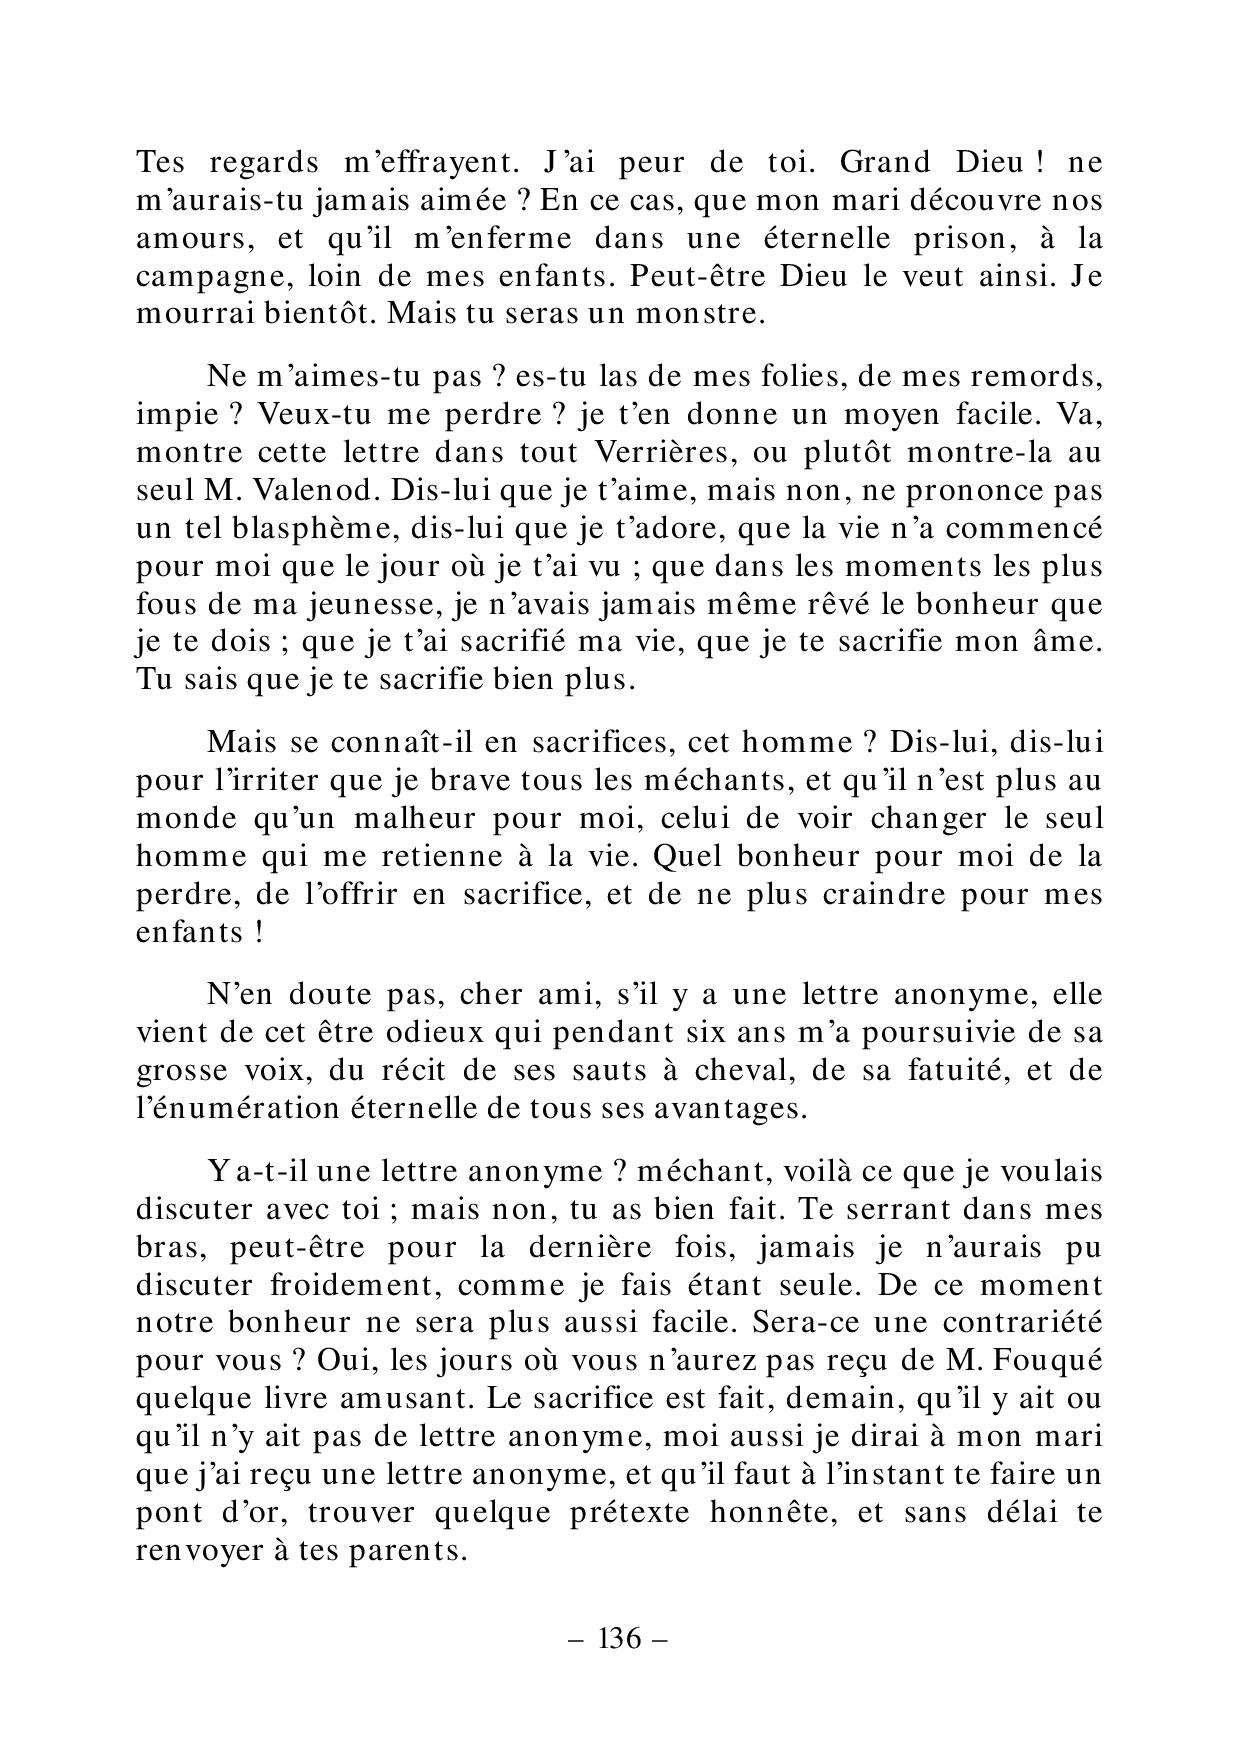 Tes regards m’effrayent. J’ai peur de toi. Grand Dieu ! ne
m’aurais-tu jamais aimée ? En ce cas, que mon mari découvre nos
amours, et qu’il m’enferme dans une éternelle prison, à la
campagne, loin de mes enfants. Peut-être Dieu le veut ainsi. Je
mourrai bientôt. Mais tu seras un monstre.
Ne m’aimes-tu pas ? es-tu las de mes folies, de mes remords,
impie ? Veux-tu me perdre ? je t’en donne un moyen facile. Va,
montre cette lettre dans tout Verrières, ou plutôt montre-la au
seul M. Valenod. Dis-lui que je t’aime, mais non, ne prononce pas
un tel blasphème, dis-lui que je t’adore, que la vie n’a commencé
pour moi que le jour où je t’ai vu ; que dans les moments les plus
fous de ma jeunesse, je n’avais jamais même rêvé le bonheur que
je te dois ; que je t’ai sacrifié ma vie, que je te sacrifie mon âme.
Tu sais que je te sacrifie bien plus.
Mais se connaît-il en sacrifices, cet homme ? Dis-lui, dis-lui
pour l’irriter que je brave tous les méchants, et qu’il n’est plus au
monde qu’un malheur pour moi, celui de voir changer le seul
homme qui me retienne à la vie. Quel bonheur pour moi de la
perdre, de l’offrir en sacrifice, et de ne plus craindre pour mes
enfants !
N’en doute pas, cher ami, s’il y a une lettre anonyme, elle
vient de cet être odieux qui pendant six ans m’a poursuivie de sa
grosse voix, du récit de ses sauts à cheval, de sa fatuité, et de
l’énumération éternelle de tous ses avantages.
Y a-t-il une lettre anonyme ? méchant, voilà ce que je voulais
discuter avec toi ; mais non, tu as bien fait. Te serrant dans mes
bras, peut-être pour la dernière fois, jamais je n’aurais pu
discuter froidement, comme je fais étant seule. De ce moment
notre bonheur ne sera plus aussi facile. Sera-ce une contrariété
pour vous ? Oui, les jours où vous n’aurez pas reçu de M. Fouqué
quelque livre amusant. Le sacrifice est fait, demain, qu’il y ait ou
qu’il n’y ait pas de lettre anonyme, moi aussi je dirai à mon mari
que j’ai reçu une lettre anonyme, et qu’il faut à l’instant te faire un
pont d’or, trouver quelque prétexte honnête, et sans délai te
renvoyer à tes parents.
– 136 –